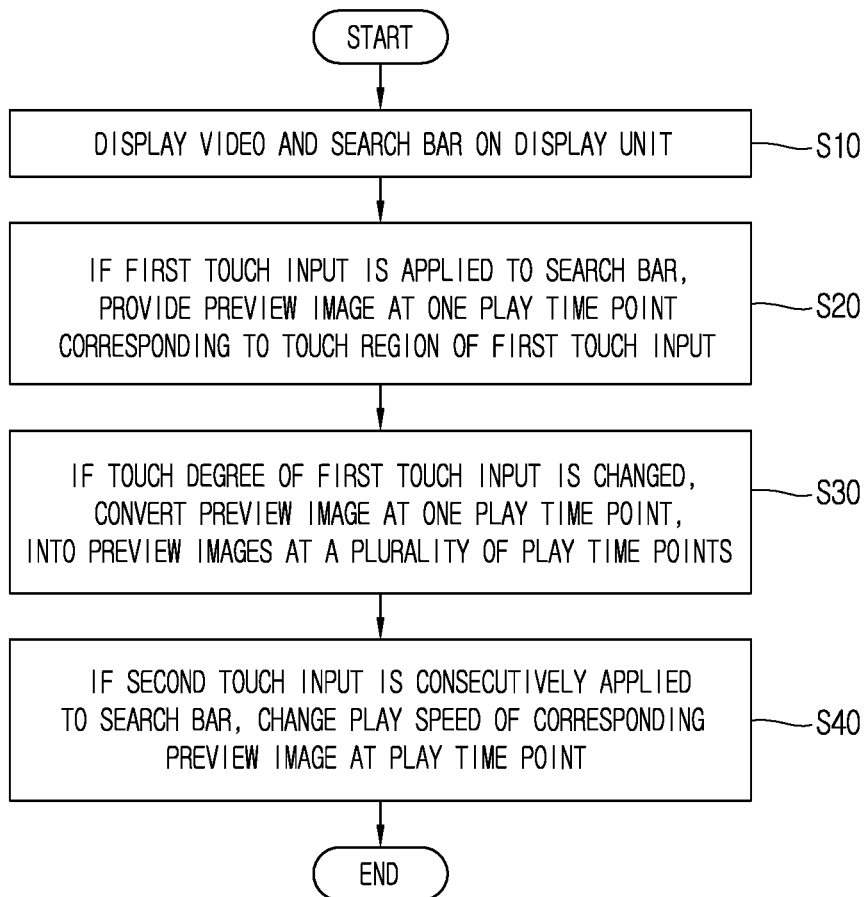 START
DISPLAY VIDEO AND SEARCH BAR ON DISPLAY UNIT
S10
IF FIRST TOUCH INPUT IS APPLIED TO SEARCH BAR,
PROVIDE PREVIEW IMAGE AT ONE PLAY TIME POINT
CORRESPONDING TO TOUCH REGION OF FIRST TOUCH INPUT
S20
IF TOUCH DEGREE OF FIRST TOUCH INPUT IS CHANGED,
CONVERT PREVIEW IMAGE AT ONE PLAY TIME POINT,
INTO PREVIEW IMAGES AT A PLURALITY OF PLAY TIME POINTS
S30
IF SECOND TOUCH INPUT IS CONSECUTIVELY APPLIED
TO SEARCH BAR, CHANGE PLAY SPEED OF CORRESPONDING
PREVIEW IMAGE AT PLAY TIME POINT
S40
END